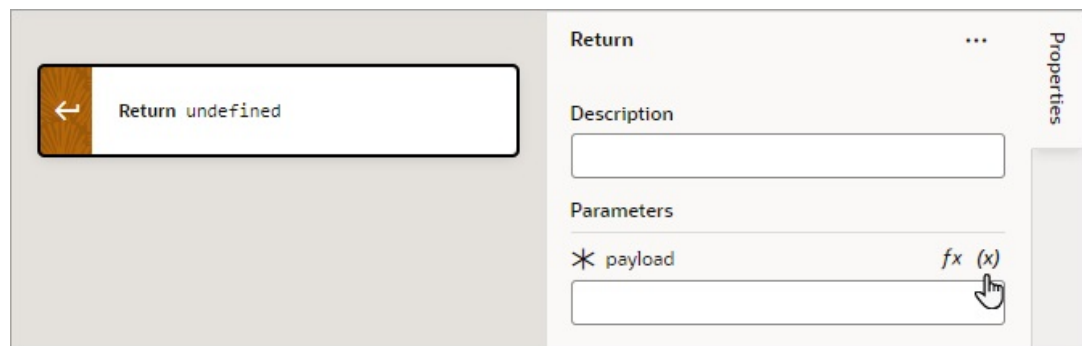 Return undefined
Return
...
Properties
Description
Parameters
payload
fx (x)